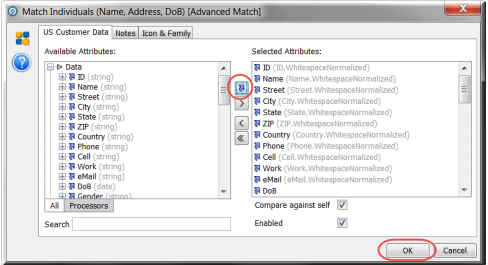 Match Individuals (Name, Address, DoB) [Advanced Match]
US Customer Data
Notes
Icon & Family
Available Attributes:
Data
ID (string)
Name (string)
Street (string)
City (string)
State (string)
ZIP (string)
Country (string)
Phone (string)
Cell (string)
Work (string)
eMail (string)
DoB (date)
Gender (string)
All
Processors
Search
Selected Attributes:
ID (ID.WhitespaceNormalized)
Name (Name.WhitespaceNormalized)
Street (Street.WhitespaceNormalized)
City (City.WhitespaceNormalized)
State (State.WhitespaceNormalized)
ZIP (ZIP.WhitespaceNormalized)
Country (Country.WhitespaceNormalized)
Phone (Phone.WhitespaceNormalized)
Cell (Cell.WhitespaceNormalized)
Work (Work.WhitespaceNormalized)
eMail (eMail.WhitespaceNormalized)
DoB
Compare against self
Enabled
OK
Cancel